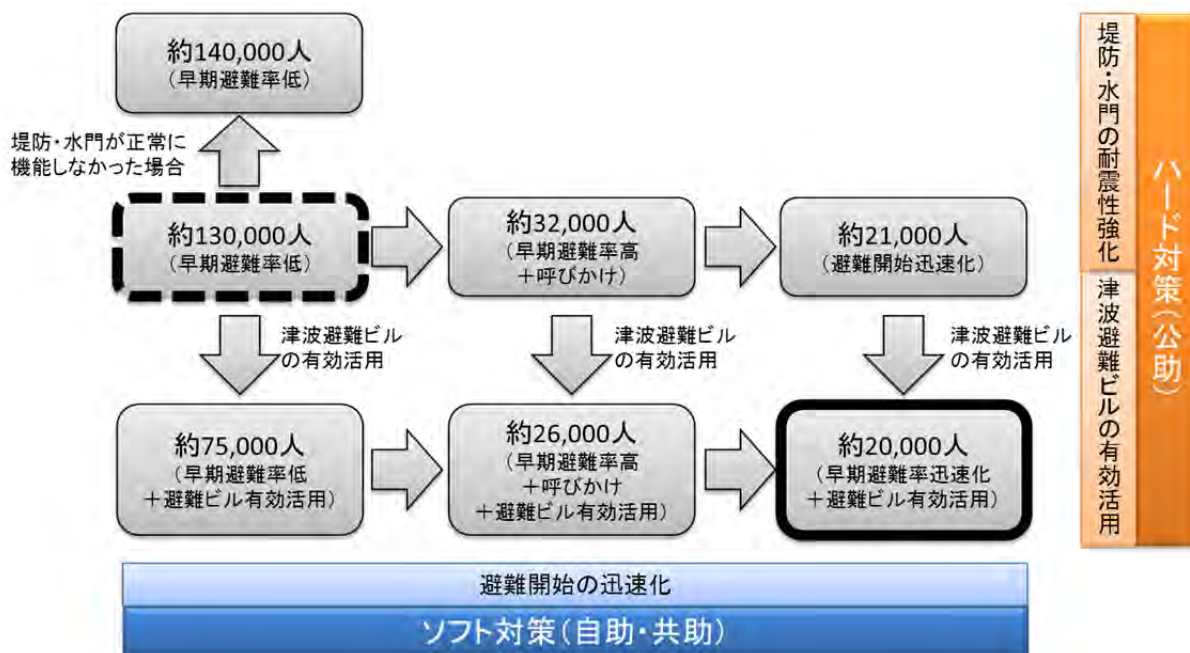 約140,000人
（早期避難率低）
堤防・水門が正常に
機能しなかった場合
約130,000人
（早期避難率低）
約32,000人
（早期避難率高
＋呼びかけ）
約21,000人
（避難開始迅速化）
津波避難ビル
の有効活用
津波避難ビル
の有効活用
津波避難ビル
の有効活用
約75,000人
（早期避難率低
＋避難ビル有効活用）
約26,000人
（早期避難率高
＋呼びかけ
＋避難ビル有効活用）
約20,000人
（早期避難率迅速化
＋避難ビル有効活用）
避難開始の迅速化
ソフト対策（自助・共助）
堤防・水門の耐震性強化
津波避難ビルの有効活用
ハード対策（公助）